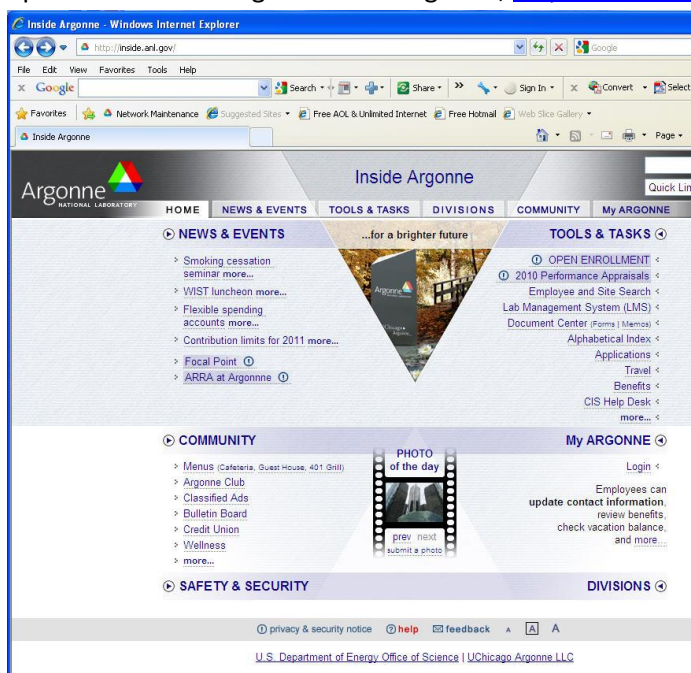 Inside Argonne - Windows Internet Explorer
http://inside.anl.gov/
Google
File Edit View Favorites Tools Help
x Google Search Share Sign In x Convert Select
Favorites Network Maintenance Suggested Sites Free AOL & Unlimited Internet Free Hotmail Web Slice Gallery
Inside Argonne Page
Argonne
NATIONAL LABORATORY
Inside Argonne
Quick Lin
HOME NEWS & EVENTS TOOLS & TASKS DIVISIONS COMMUNITY My ARGONNE
NEWS & EVENTS
Smoking cessation
seminar more...
WIST luncheon more...
Flexible spending
accounts more...
Contribution limits for 2011 more...
Focal Point
ARRA at Argonnne
...for a brighter future
Argonne
TOOLS & TASKS
OPEN ENROLLMENT
2010 Performance Appraisals
Employee and Site Search
Lab Management System (LMS)
Document Center (Forms | Memos)
Alphabetical Index
Applications
Travel
Benefits
CIS Help Desk
more...
COMMUNITY
Menus (Cafeteria, Guest House, 401 Grill)
Argonne Club
Classified Ads
Bulletin Board
Credit Union
Wellness
more...
PHOTO
of the day
prev next
submit a photo
My ARGONNE
Login
Employees can
update contact information,
review benefits,
check vacation balance,
and more...
SAFETY & SECURITY
DIVISIONS
privacy & security notice help feedback A A A
U.S. Department of Energy Office of Science | UChicago Argonne LLC